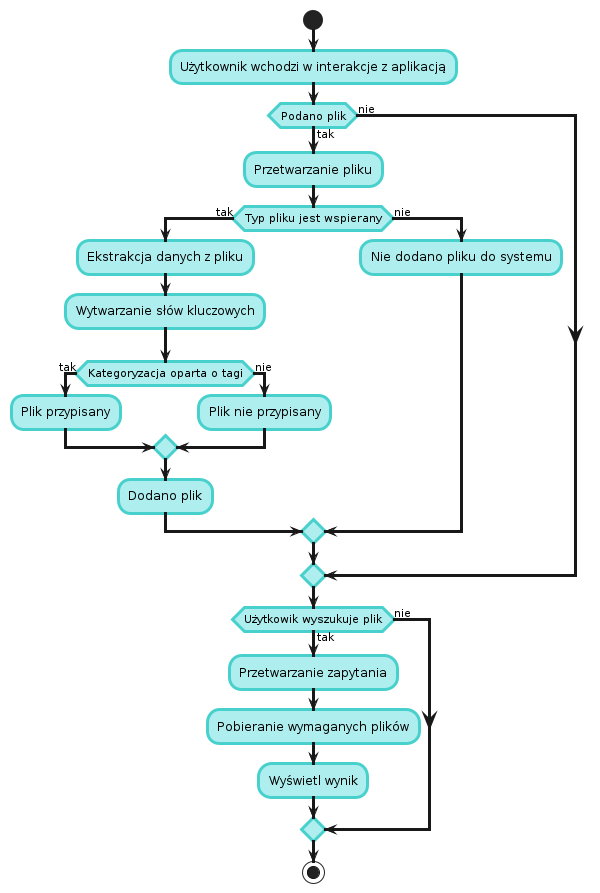 Użytkownik wchodzi w interakcje z aplikacją
Podano plik
nie
tak
Przetwarzanie pliku
tak
Typ pliku jest wspierany
nie
Ekstrakcja danych z pliku
Nie dodano pliku do systemu
Wytwarzanie słów kluczowych
tak
Kategoryzacja oparta o tagi
nie
Plik przypisany
Plik nie przypisany
Dodano plik
Użytkowik wyszukuje plik
nie
tak
Przetwarzanie zapytania
Pobieranie wymaganych plików
Wyświetl wynik